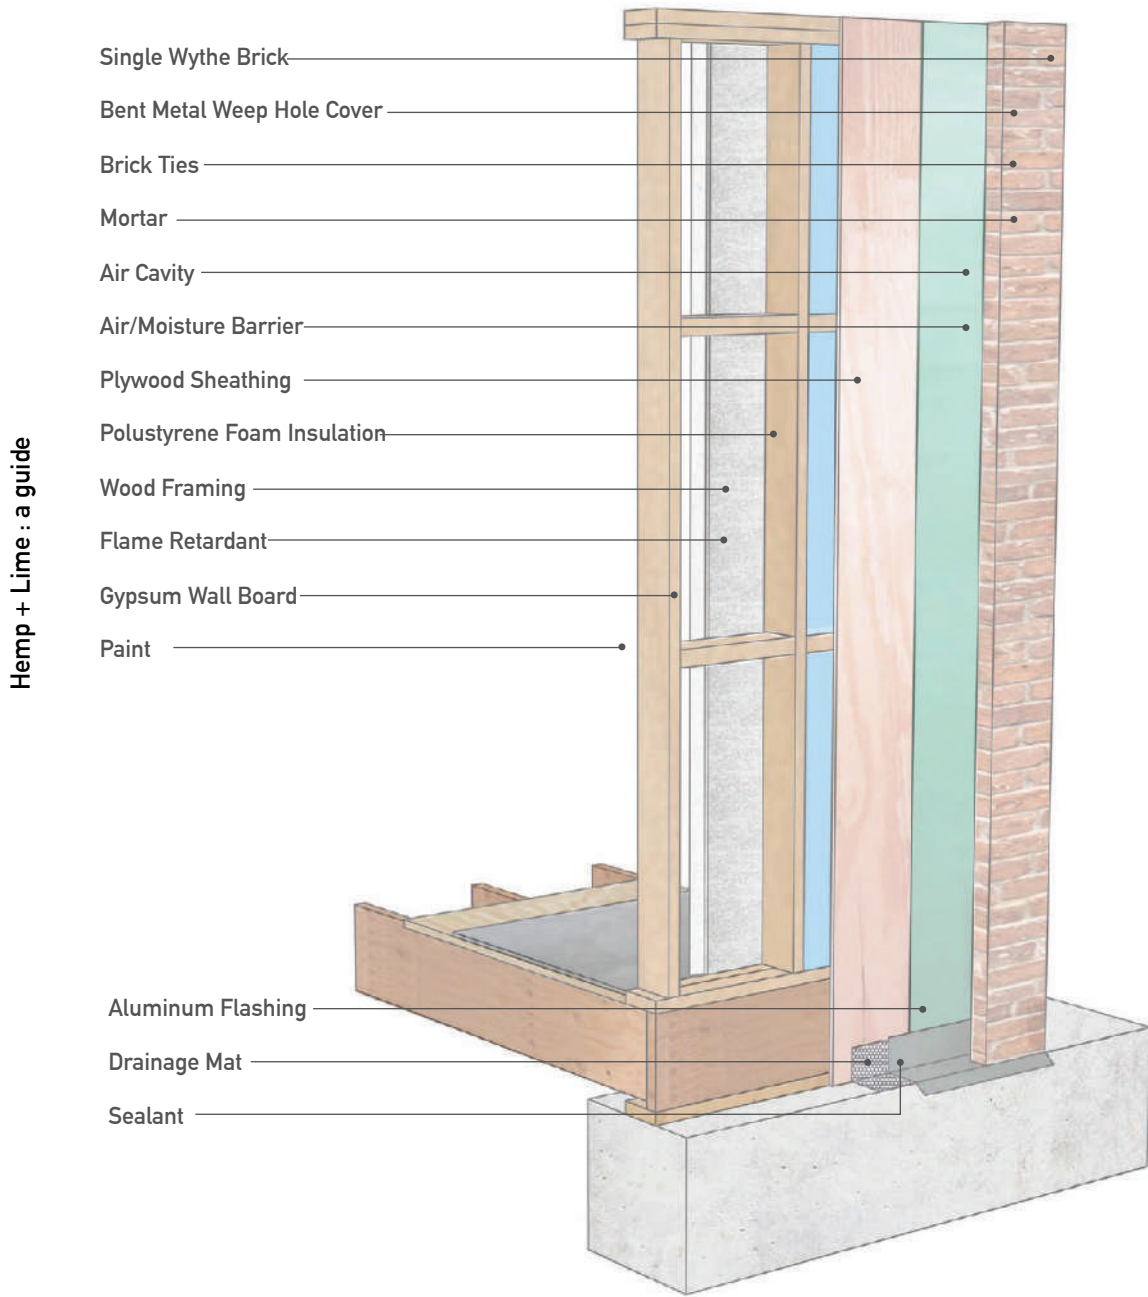 Hemp + Lime : a guide
Single Wythe Brick
Bent Metal Weep Hole Cover
Brick Ties
Mortar
Air Cavity
Air/Moisture Barrier
Plywood Sheathing
Polustyrene Foam Insulation
Wood Framing
Flame Retardant
Gypsum Wall Board
Paint
Aluminum Flashing
Drainage Mat
Sealant